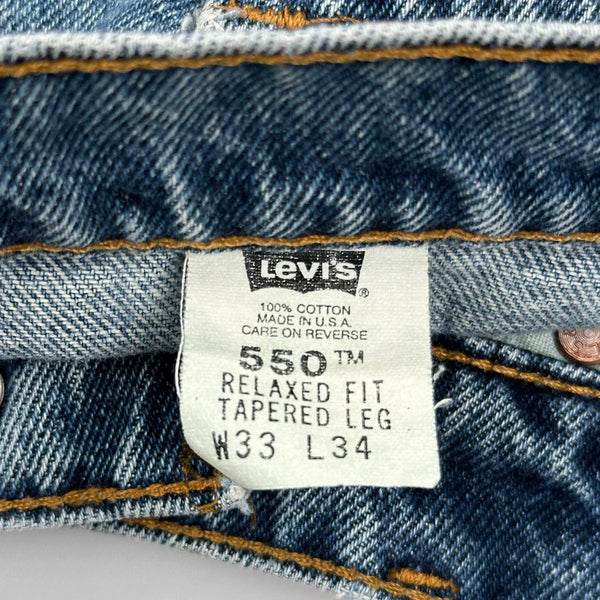 Levi's ®
100% COTTON
MADE IN U.S.A.
CARE ON REVERSE
550™
RELAXED FIT
TAPERED LEG
W33 L34